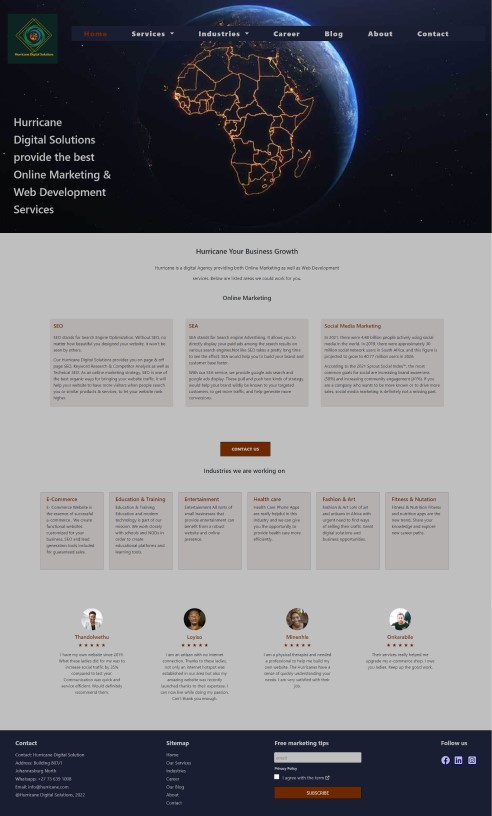 Hurricane Digital Solutions
Home
Services
Industries
Career
Blog
About
Contact
Hurricane
Digital Solutions
provide the best
Online Marketing &
Web Development
Services
Hurricane Your Business Growth
Hurricane is a digital Agency providing both Online Marketing as well as Web Development
services. Below are listed areas we could work for you.
Online Marketing
SEO
SEO stands for Search Engine Optimization. Without SEO, no
matter how beautiful you designed your website, it won't be
seen by others.
Our Hurricane Digital Solutions provides you on page & off
page SEO, Keyword Research & Competitor Analysis as well as
technical SEO. As an online marketing strategy, SEO is one of
the best organic ways for bringing your website traffic. It will
help your website to have more visitors when people search
you or similar products & services, to let your website rank
higher.
SEA
SEA stands for Search Engine Advertising. It allows you to
directly display your paid ads among the search results on
various search engines. Not like SEO takes a pretty long time
to see the effect. SEA would help you to build your brand and
customer base faster.
With our SEA service, we provide google ads search and
google ads display. These pull and push two kinds of strategy
would help your brand widly be known to your targeted
customers, to get more traffic, and help generate more
conversions.
Social Media Marketing
In 2021, there were 4.48 billion people actively using social
media in the world. In 2019, there were approximately 30
million social network users in South Africa, and this figure is
projected to grow to 40.17 million users in 2026.
According to the 2021 Sprout Social Index™, the most
common goals for social are increasing brand awareness
(58%) and increasing community engagement (41%). If you
are a company who wants to be more known or to drive more
sales, social media marketing is definitely not a missing part.
CONTACT US
Industries we are working on
E-Commerce
E-Commerce Website is
the essence of successful
e-commerce. We create
functional websites
customized for your
business. SEO and lead
generation tools included
for guaranteed sales.
Education & Training
Education & Training
Education and modern
technology is part of our
mission. We work closely
with schools and NGOs in
order to create
educational platforms and
learning tools.
Entertainment
Entertainment All sorts of
small businesses that
provide entertainment can
benefit from a robust
website and online
presence.
Health care
Health Care Phone Apps
are really helpful in this
industry and we can give
you the opportunity to
provide health care more
efficiently.
Fashion & Art
Fashion & Art Lots of art
and artisans in Africa with
urgent need to find ways
of selling their crafts. Great
digital solutions and
business opportunities.
Fitness & Nutation
Fitness & Nutrition Fitness
and nutrition apps are the
new trend. Share your
knowledge and explore
new career paths.
Thandolwethu
★★★★★
I have my own website since 2019.
What these ladies did for me was to
increase social traffic by 20%
compared to last year.
Communication was quick and
service efficient. Would definitely
recommend them.
Loyiso
★★★★★
I am an artisan with no internet
connection. Thanks to these ladies,
not only an internet hotspot was
established in our area but also my
amazing website was recently
launched thanks to their expertise. I
can now live while doing my passion.
Can't thank you enough.
Minenhle
★★★★★
I am a physical therapist and needed
a professional to help me build my
own website. The Hurricanes have a
sense of quickly understanding your
needs. I am very satisfied with their
job.
Onkarabile
★★★★★
Their services really helped me
upgrade my e-commerce shop. I owe
you ladies. Keep up the good work.
Contact
Contact Hurricane Digital Solution
Address: Building
Johannesburg North
Whatsapp: +27 73 635 1008
Email: info@hurricane.com
@Hurricane Digital Solutions, 2022
Sitemap
Home
Our Services
Industries
Career
Our Blog
About
Contact
Free marketing tips
email
Privacy Policy
I agree with the term
SUBSCRIBE
Follow us